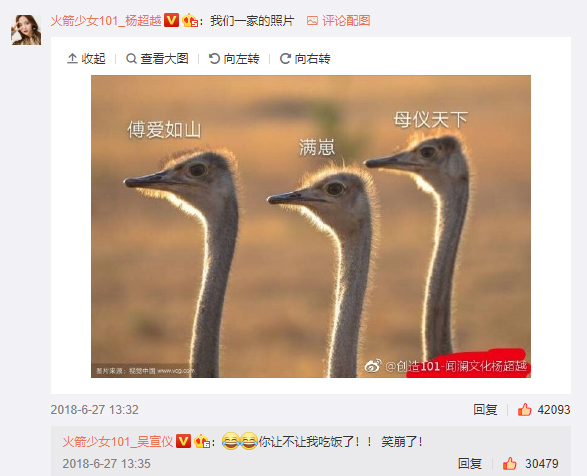 火箭少女101_杨超越：我们一家的照片 评论配图
收起 查看大图 向左转 向右转
傅爱如山
满崽
母仪天下
图片来源：视觉中国 www.vcg.com
@创造101-闻澜文化杨超越
2018-6-27 13:32 回复 42093
火箭少女101_吴宣仪：😂😂你让不让我吃饭了！！ 笑崩了！
2018-6-27 13:35 回复 30479